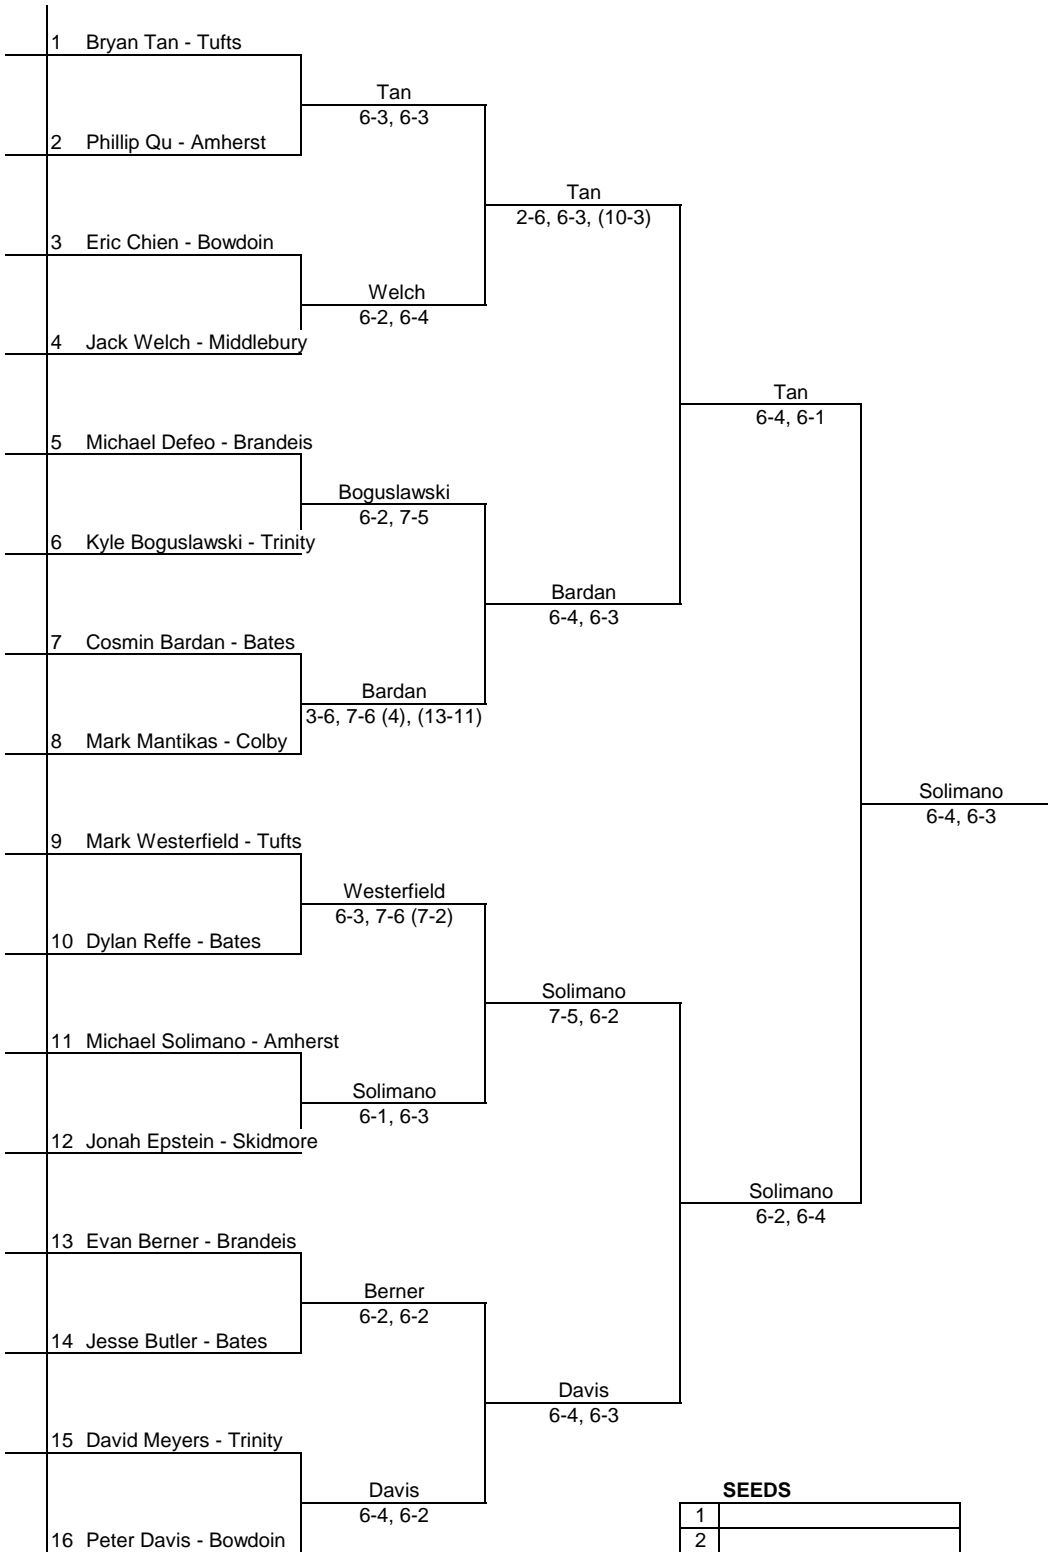 1 Bryan Tan - Tufts
Tan
6-3, 6-3
2 Phillip Qu - Amherst
Tan
2-6, 6-3, (10-3)
3 Eric Chien - Bowdoin
Welch
6-2, 6-4
4 Jack Welch - Middlebury
Tan
6-4, 6-1
5 Michael Defeo - Brandeis
Boguslawski
6-2, 7-5
6 Kyle Boguslawski - Trinity
Bardan
6-4, 6-3
7 Cosmin Bardan - Bates
Bardan
3-6, 7-6 (4), (13-11)
8 Mark Mantikas - Colby
Solimano
6-4, 6-3
9 Mark Westerfield - Tufts
Westerfield
6-3, 7-6 (7-2)
10 Dylan Reffe - Bates
Solimano
7-5, 6-2
11 Michael Solimano - Amherst
Solimano
6-1, 6-3
12 Jonah Epstein - Skidmore
Solimano
6-2, 6-4
13 Evan Berner - Brandeis
Berner
6-2, 6-2
14 Jesse Butler - Bates
Davis
6-4, 6-3
15 David Meyers - Trinity
Davis
6-4, 6-2
SEEDS
1
16 Peter Davis - Bowdoin
2